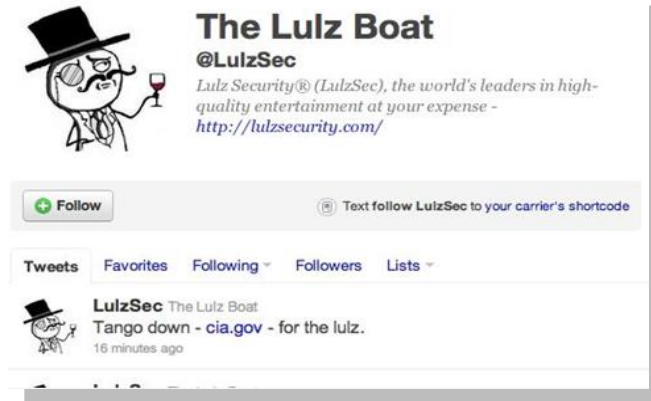 The Lulz Boat
@LulzSec
Lulz Security® (LulzSec), the world's leaders in high-
quality entertainment at your expense -
http://lulzsecurity.com/
Follow
Text follow LulzSec to your carrier's shortcode
Tweets Favorites Following Followers Lists
LulzSec The Lulz Boat
Tango down - cia.gov - for the lulz.
16 minutes ago